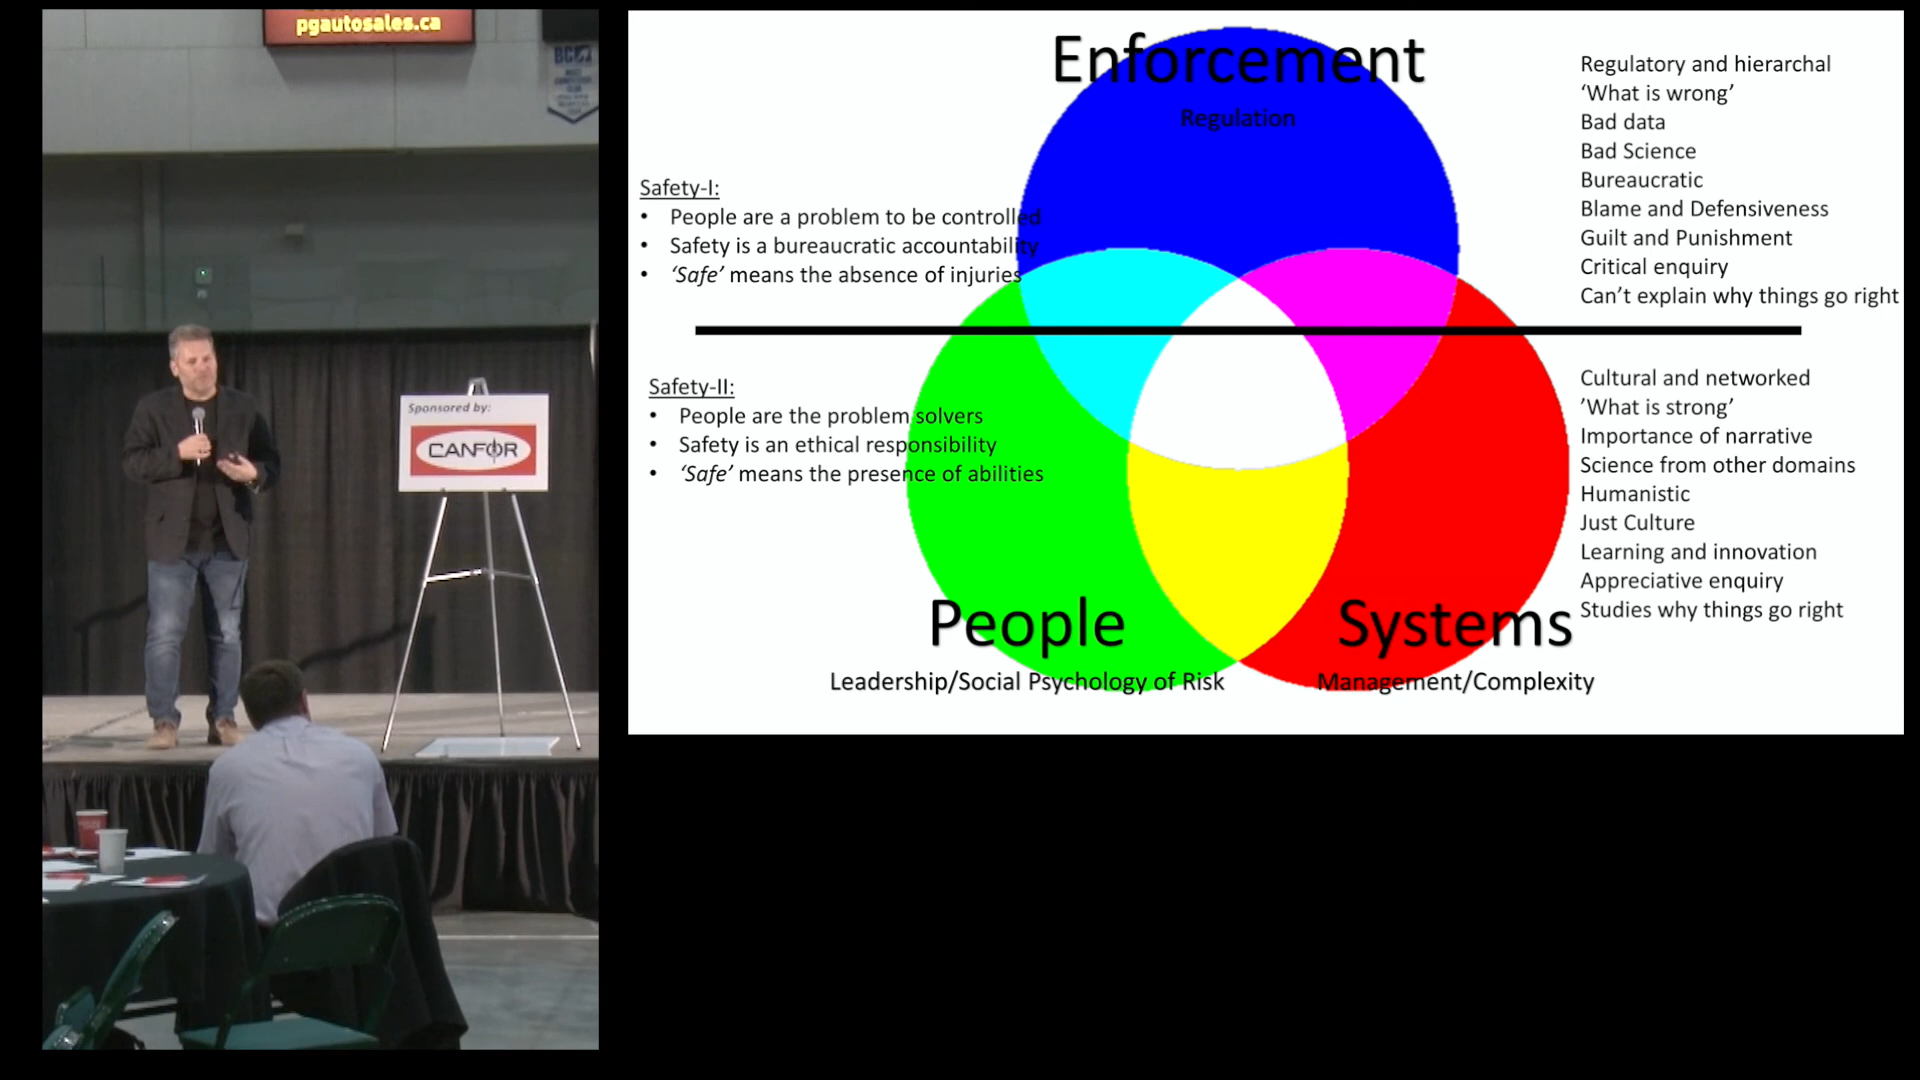 pgautosales.ca
BC
Sponsored by:
CANFOR
Enforcement
Regulation
Safety-I:
• People are a problem to be controlled
• Safety is a bureaucratic accountability
• ‘Safe’ means the absence of injuries
Regulatory and hierarchal
‘What is wrong’
Bad data
Bad Science
Bureaucratic
Blame and Defensiveness
Guilt and Punishment
Critical enquiry
Can’t explain why things go right
Safety-II:
• People are the problem solvers
• Safety is an ethical responsibility
• ‘Safe’ means the presence of abilities
Cultural and networked
’What is strong’
Importance of narrative
Science from other domains
Humanistic
Just Culture
Learning and innovation
Appreciative enquiry
Studies why things go right
People
Leadership/Social Psychology of Risk
Systems
Management/Complexity